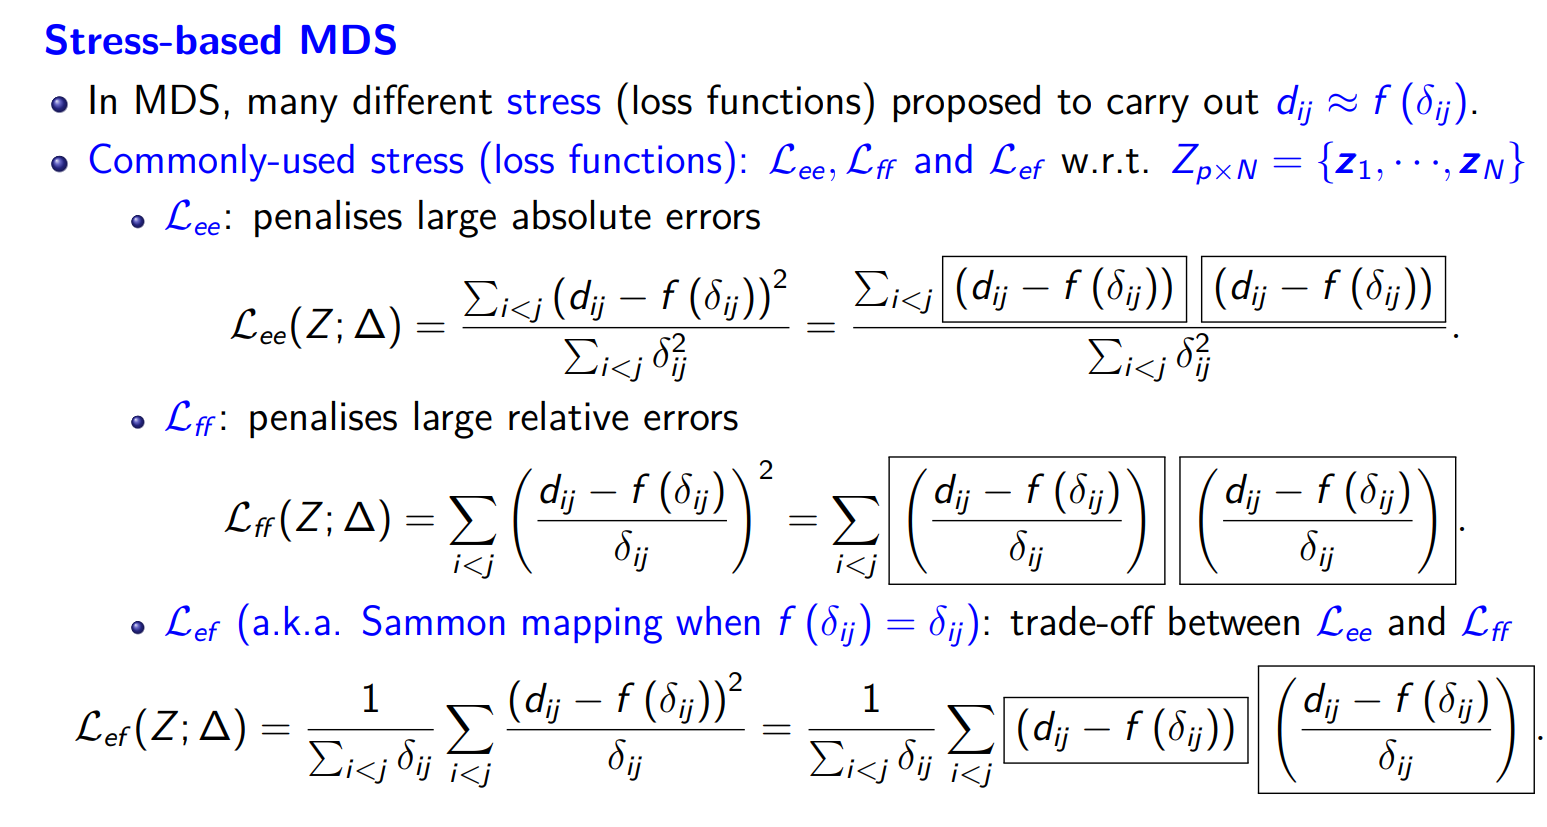 Stress-based MDS
• In MDS, many different stress (loss functions) proposed to carry out $d_{ij} \approx f(\delta_{ij})$.
• Commonly-used stress (loss functions): $\mathcal{L}_{ee}, \mathcal{L}_{ff}$ and $\mathcal{L}_{ef}$ w.r.t. $Z_{p \times N} = \{\boldsymbol{z}_1, \cdots, \boldsymbol{z}_N\}$
• $\mathcal{L}_{ee}$: penalises large absolute errors
$\mathcal{L}_{ee}(Z; \Delta) = \frac{\sum_{i<j} (d_{ij} - f(\delta_{ij}))^2}{\sum_{i<j} \delta_{ij}^2} = \frac{\sum_{i<j} \boxed{(d_{ij} - f(\delta_{ij}))} \boxed{(d_{ij} - f(\delta_{ij}))}}{\sum_{i<j} \delta_{ij}^2}.$
• $\mathcal{L}_{ff}$: penalises large relative errors
$\mathcal{L}_{ff}(Z; \Delta) = \sum_{i<j} \left( \frac{d_{ij} - f(\delta_{ij})}{\delta_{ij}} \right)^2 = \sum_{i<j} \boxed{\left( \frac{d_{ij} - f(\delta_{ij})}{\delta_{ij}} \right)} \boxed{\left( \frac{d_{ij} - f(\delta_{ij})}{\delta_{ij}} \right)}.$
• $\mathcal{L}_{ef}$ (a.k.a. Sammon mapping when $f(\delta_{ij}) = \delta_{ij}$): trade-off between $\mathcal{L}_{ee}$ and $\mathcal{L}_{ff}$
$\mathcal{L}_{ef}(Z; \Delta) = \frac{1}{\sum_{i<j} \delta_{ij}} \sum_{i<j} \frac{(d_{ij} - f(\delta_{ij}))^2}{\delta_{ij}} = \frac{1}{\sum_{i<j} \delta_{ij}} \sum_{i<j} \boxed{(d_{ij} - f(\delta_{ij}))} \boxed{\left( \frac{d_{ij} - f(\delta_{ij})}{\delta_{ij}} \right)}.$